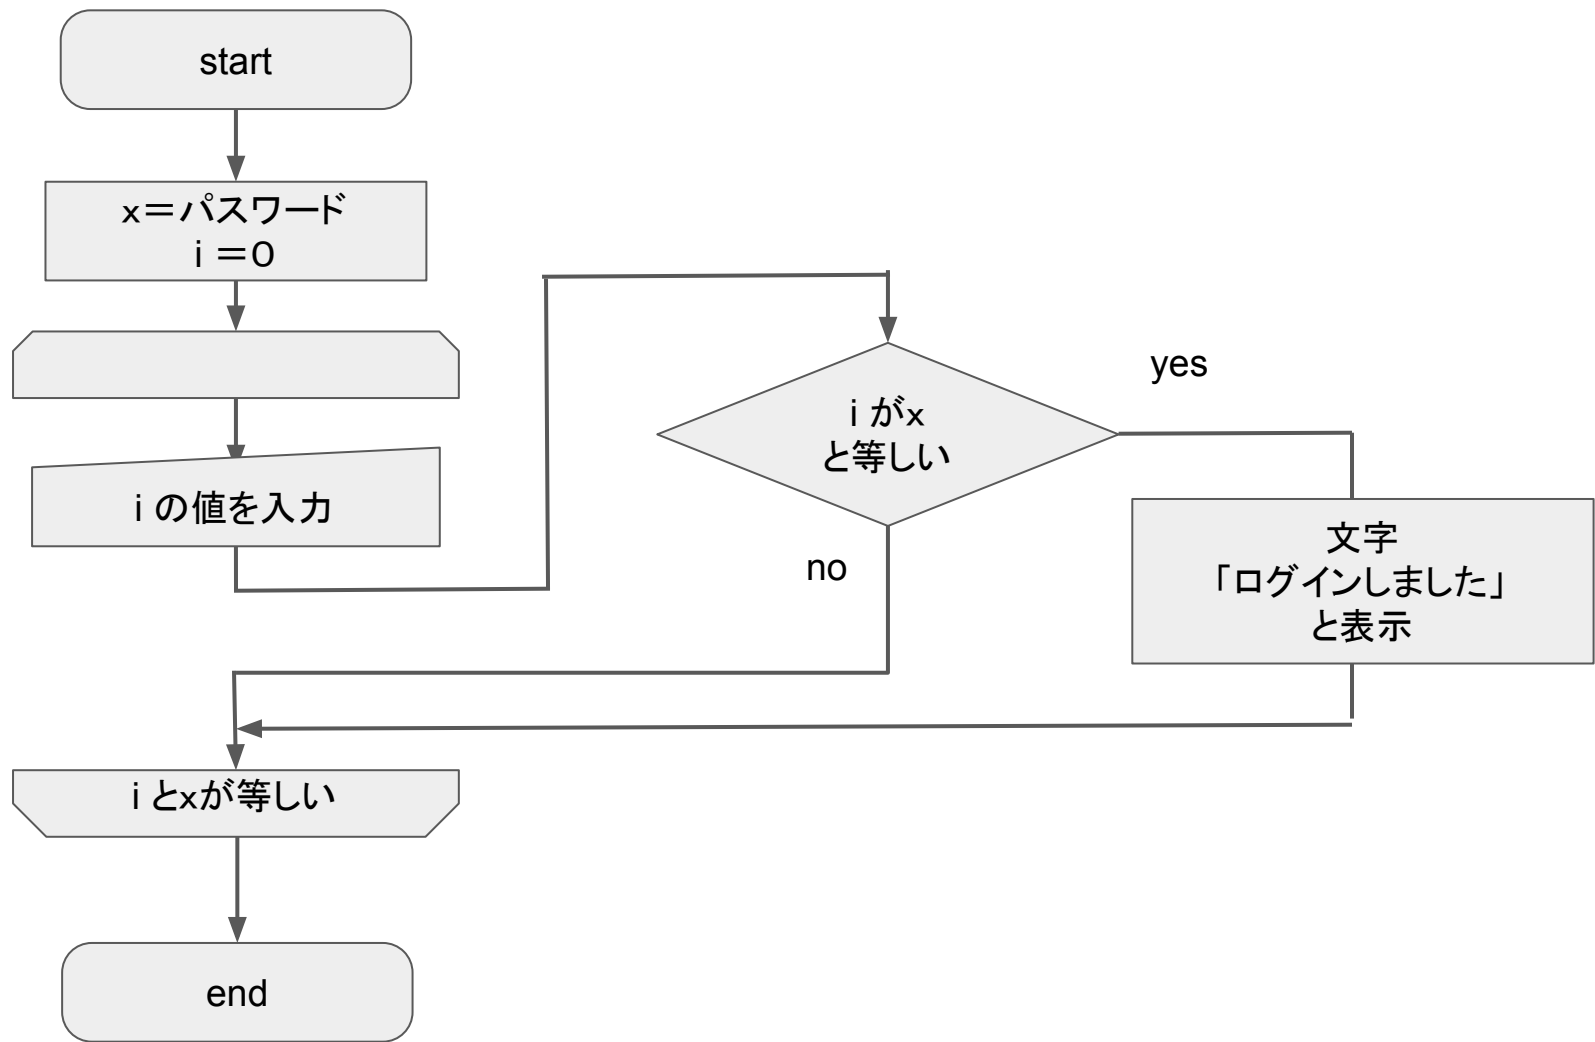 start
x＝パスワード
i ＝0
i の値を入力
i がx
と等しい
yes
no
文字
「ログインしました」
と表示
i とxが等しい
end